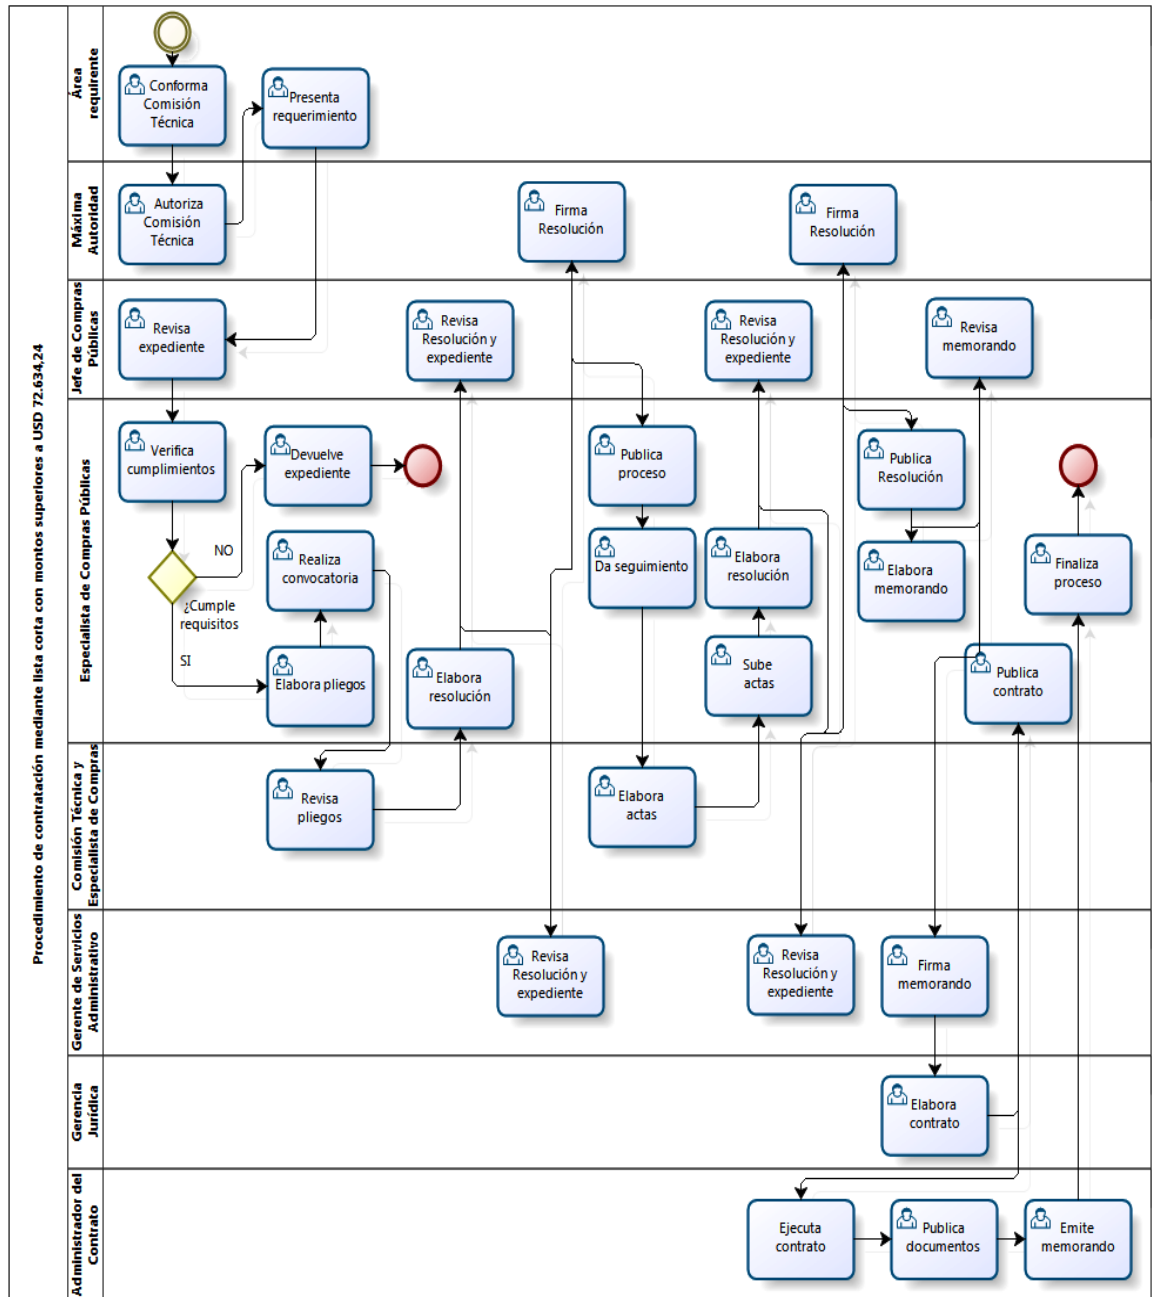 Procedimiento de contratación mediante lista corta con montos superiores a USD 72.634,24
Área
requirente
Conforma
Comisión
Técnica
Presenta
requerimiento
Máxima
Autoridad
Autoriza
Comisión
Técnica
Firma
Resolución
Firma
Resolución
Jefe de Compras
Públicas
Revisa
expediente
Revisa
Resolución y
expediente
Revisa
Resolución y
expediente
Revisa
memorando
Especialista de Compras Públicas
Verifica
cumplimientos
Devuelve
expediente
Publica
proceso
Publica
Resolución
NO
¿Cumple
requisitos
SI
Realiza
convocatoria
Da seguimiento
Elabora
resolución
Elabora
memorando
Finaliza
proceso
Elabora pliegos
Elabora
resolución
Sube
actas
Publica
contrato
Comisión Técnica y
Especialista de Compras
Revisa
pliegos
Elabora
actas
Gerente de Servicios
Administrativo
Revisa
Resolución y
expediente
Revisa
Resolución y
expediente
Firma
memorando
Gerencia
Jurídica
Elabora
contrato
Administrador del
Contrato
Ejecuta
contrato
Publica
documentos
Emite
memorando